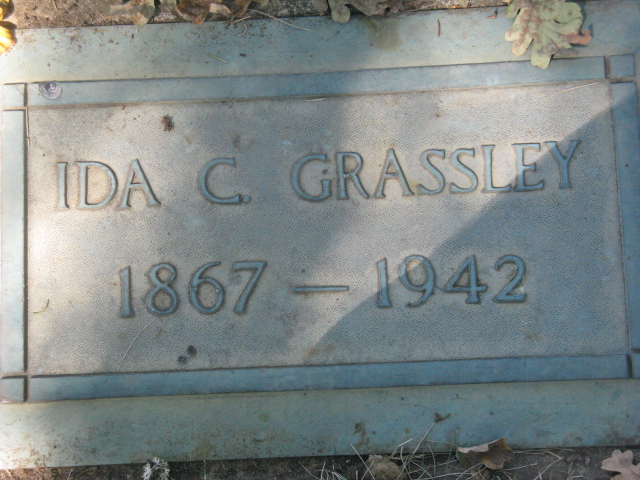 IDA C. GRASSLEY
1867 — 1942